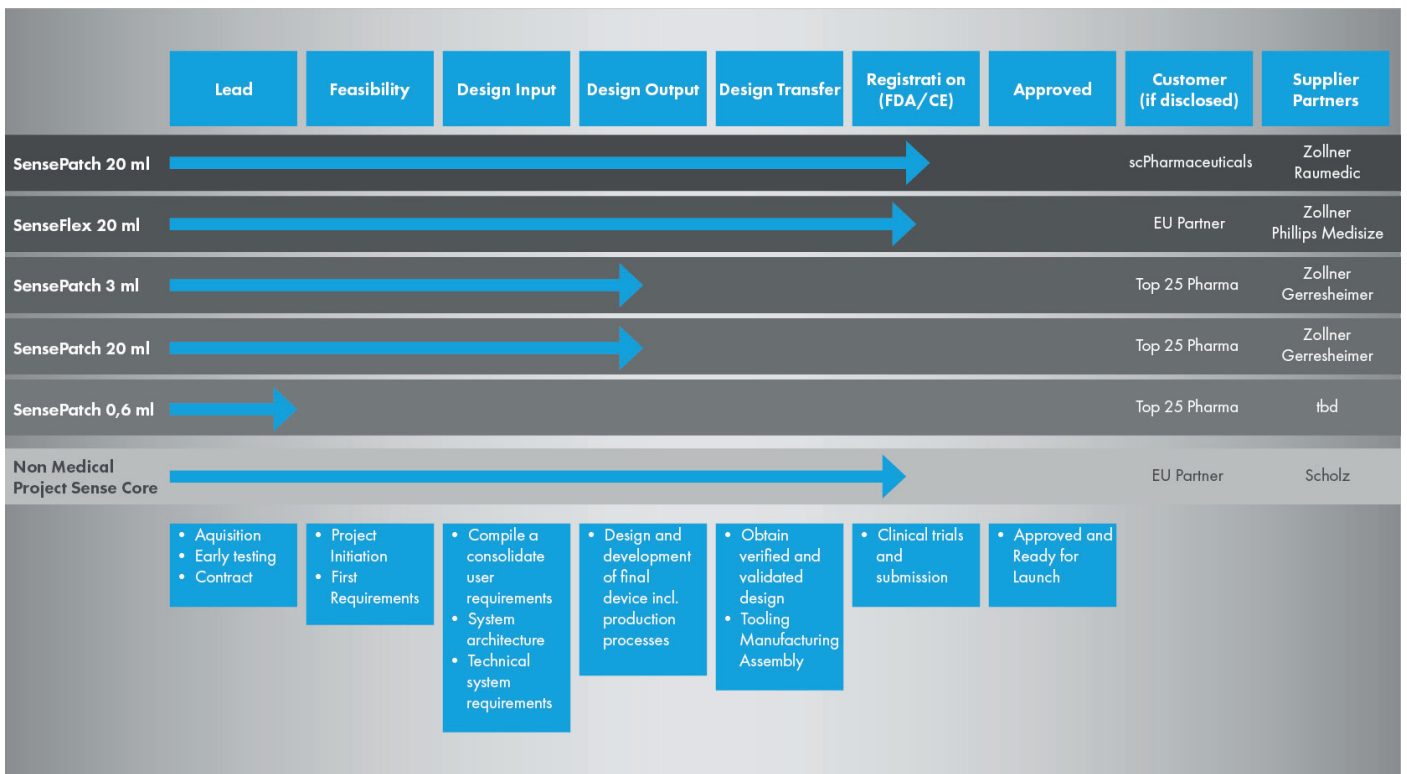 Lead
Feasibility
Design Input
Design Output
Design Transfer
Registrati on
(FDA/CE)
Approved
Customer
(if disclosed)
Supplier
Partners
SensePatch 20 ml
scPharmaceuticals
Zollner
Raumedic
SenseFlex 20 ml
EU Partner
Zollner
Phillips Medisize
SensePatch 3 ml
Top 25 Pharma
Zollner
Gerresheimer
SensePatch 20 ml
Top 25 Pharma
Zollner
Gerresheimer
SensePatch 0,6 ml
Top 25 Pharma
tbd
Non Medical
Project Sense Core
EU Partner
Scholz
• Aquisition
• Early testing
• Contract
• Project
Initiation
• First
Requirements
• Compile a
consolidate
user
requirements
• System
architecture
• Technical
system
requirements
• Design and
development
of final
device incl.
production
processes
• Obtain
verified and
validated
design
• Tooling
Manufacturing
Assembly
• Clinical trials
and
submission
• Approved and
Ready for
Launch